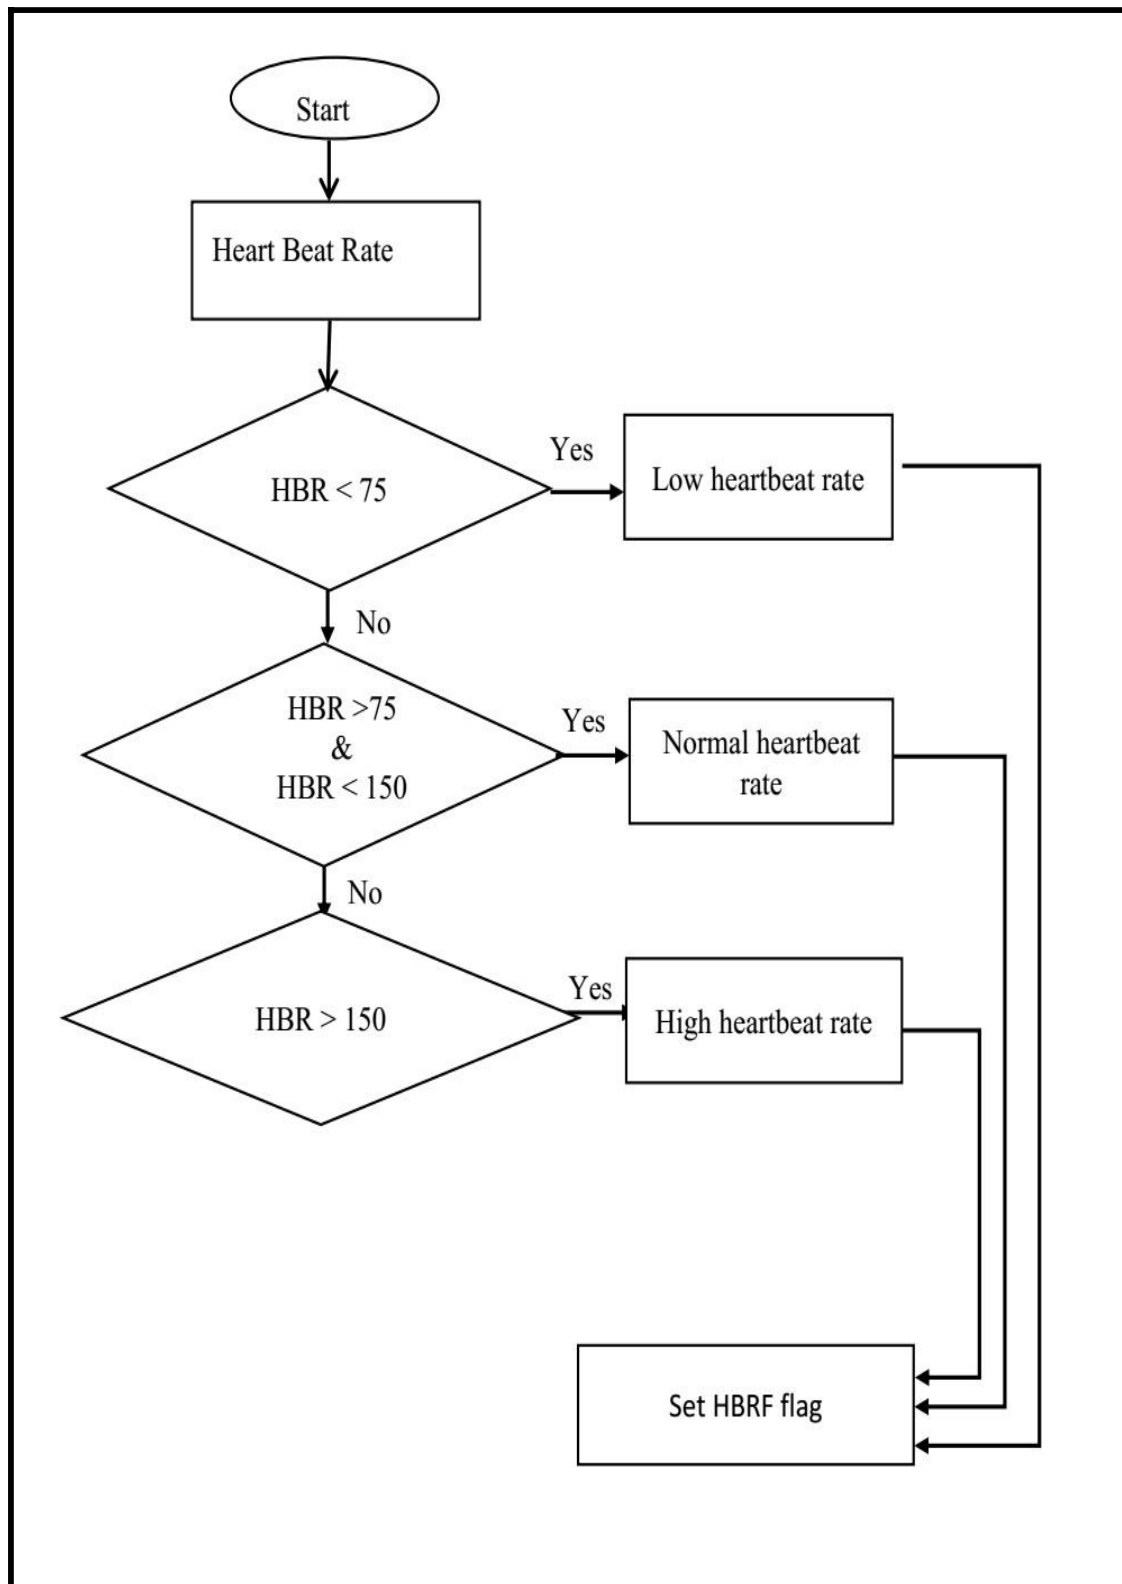 Start
Heart Beat Rate
HBR < 75
Yes
Low heartbeat rate
No
HBR >75
&
HBR < 150
Yes
Normal heartbeat
rate
No
HBR > 150
Yes
High heartbeat rate
Set HBRF flag